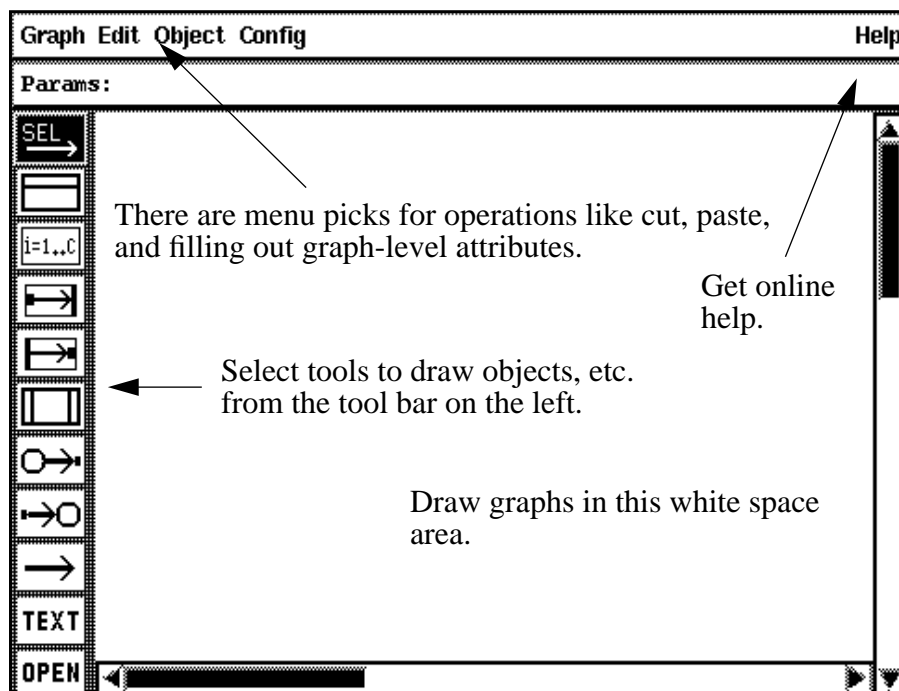 Graph Edit Object Config Help
Params:
SEL
There are menu picks for operations like cut, paste,
and filling out graph-level attributes.
i=1..C
Get online
help.
Select tools to draw objects, etc.
from the tool bar on the left.
Draw graphs in this white space
area.
TEXT
OPEN